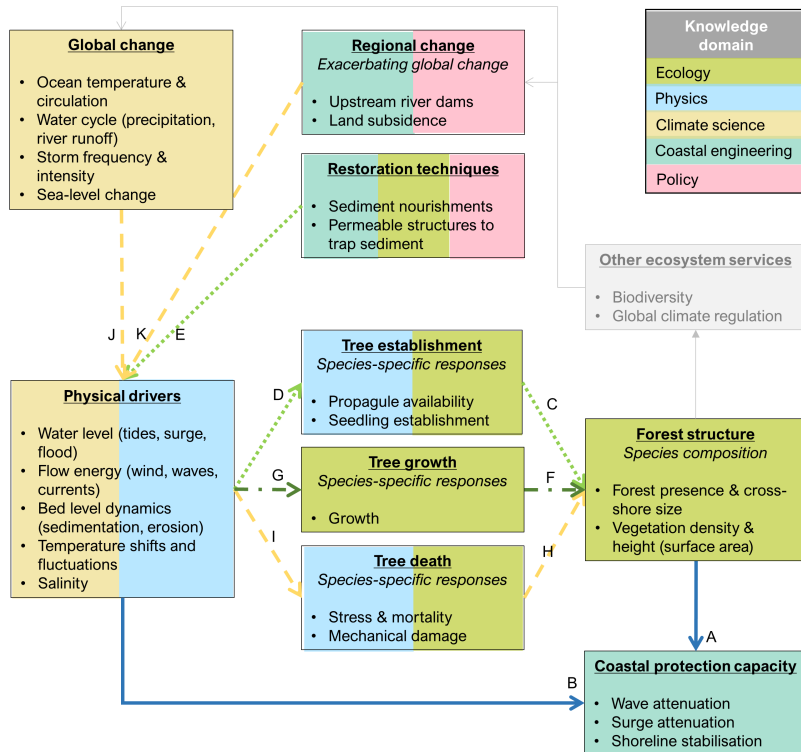 Global change
• Ocean temperature &
circulation
• Water cycle (precipitation,
river runoff)
• Storm frequency &
intensity
• Sea-level change
Regional change
Exacerbating global change
• Upstream river dams
• Land subsidence
Knowledge
domain
Ecology
Physics
Climate science
Coastal engineering
Policy
Restoration techniques
• Sediment nourishments
• Permeable structures to
trap sediment
Other ecosystem services
• Biodiversity
• Global climate regulation
J
K
E
Physical drivers
• Water level (tides, surge,
flood)
• Flow energy (wind, waves,
currents)
• Bed level dynamics
(sedimentation, erosion)
• Temperature shifts and
fluctuations
• Salinity
D
G
I
Tree establishment
Species-specific responses
• Propagule availability
• Seedling establishment
Tree growth
Species-specific responses
• Growth
Tree death
Species-specific responses
• Stress & mortality
• Mechanical damage
C
F
H
Forest structure
Species composition
• Forest presence & cross-
shore size
• Vegetation density &
height (surface area)
A
B
Coastal protection capacity
• Wave attenuation
• Surge attenuation
• Shoreline stabilisation